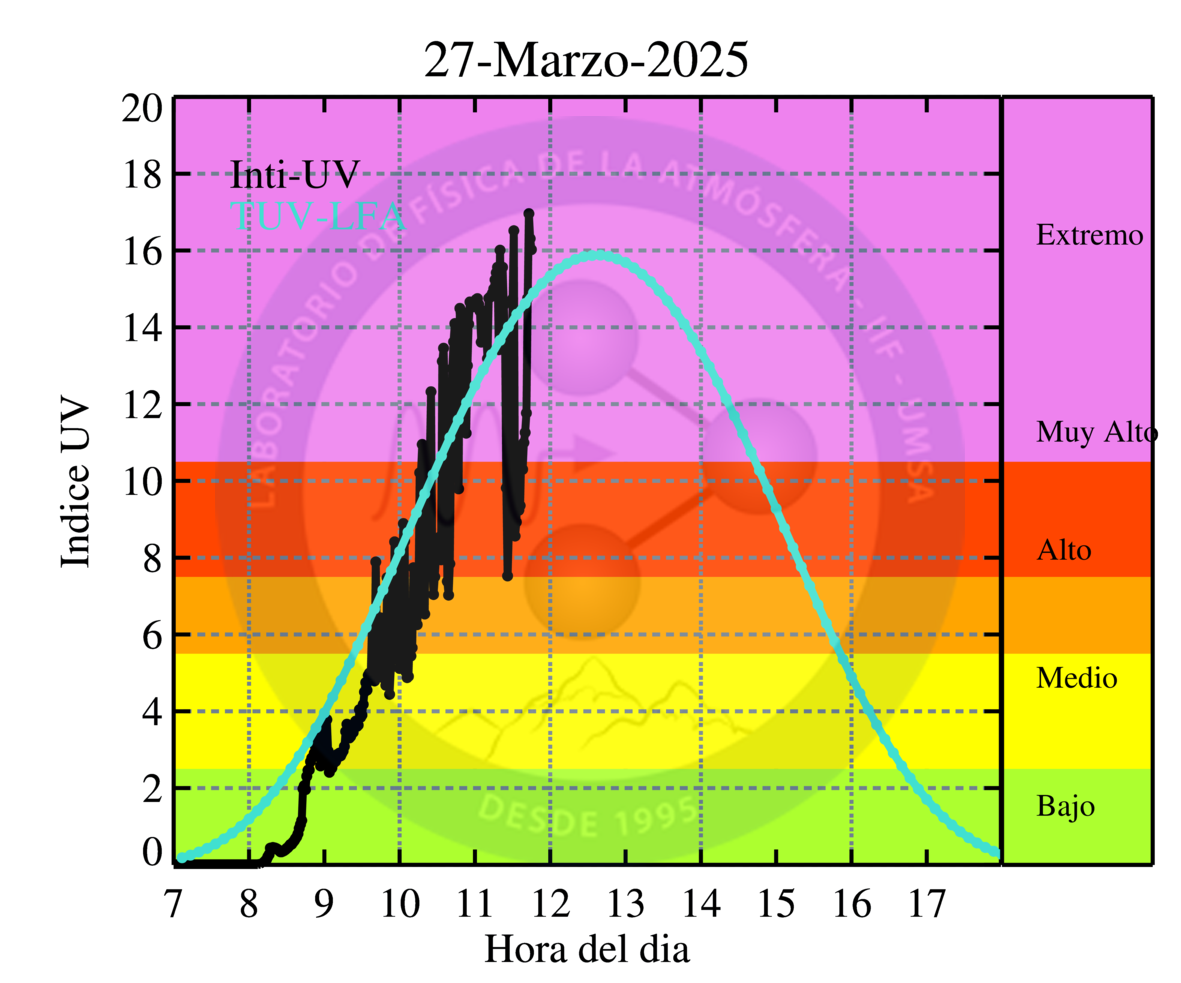 27-Marzo-2025
20
18
16
14
12
10
8
6
4
2
0
Indice UV
Inti-UV
TUV-LFA
LABORATORIO DE FÍSICA DE LA ATMÓSFERA - IIF - UMSA
DESDE 1995
Extremo
Muy Alto
Alto
Medio
Bajo
7 8 9 10 11 12 13 14 15 16 17
Hora del dia